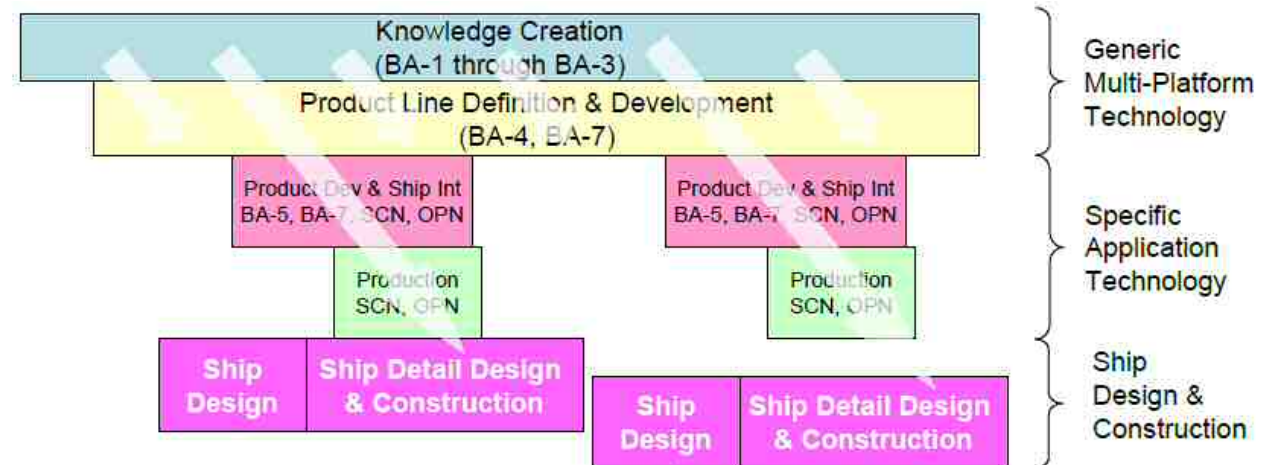 Knowledge Creation
(BA-1 through BA-3)
Product Line Definition & Development
(BA-4, BA-7)
Generic
Multi-Platform
Technology
Product Dev & Ship Int
BA-5, BA-7, SCN, OPN
Product Dev & Ship Int
BA-5, BA-7, SCN, OPN
Production
SCN, OPN
Production
SCN, OPN
Specific
Application
Technology
Ship
Design
Ship Detail Design
& Construction
Ship
Design
Ship Detail Design
& Construction
Ship
Design &
Construction